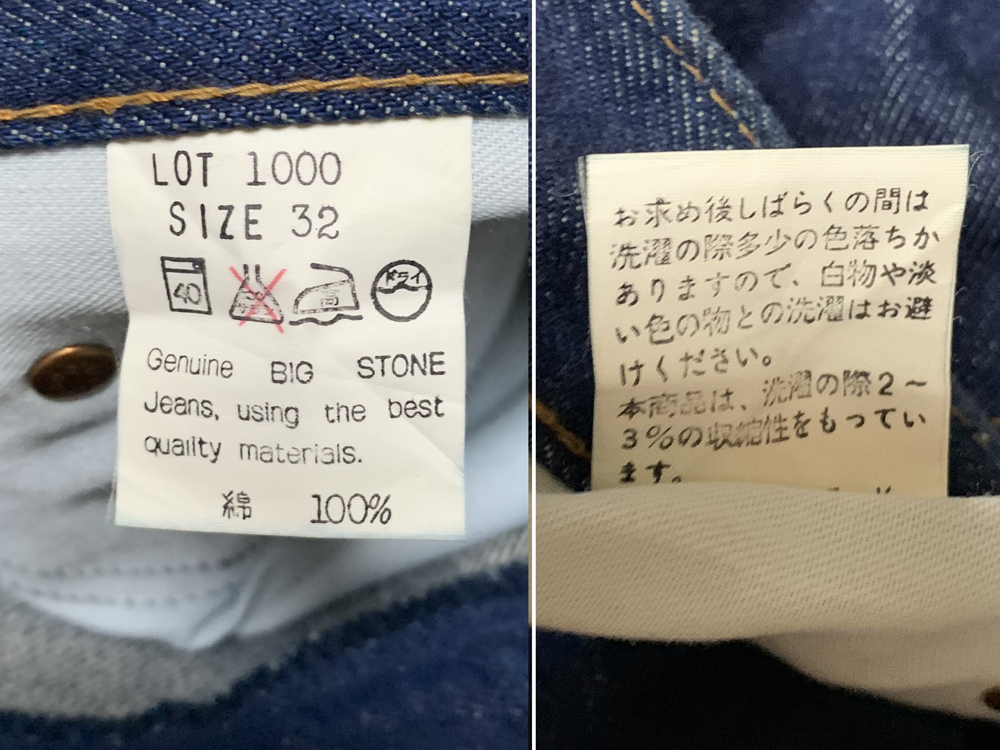 LOT 1000
SIZE 32
40 高 ドライ
Genuine BIG STONE
Jeans, using the best
quality materials.
綿 100%
お求め後しばらくの間は
洗濯の際多少の色落ちか
ありますので、白物や淡
い色の物との洗濯はお避
けください。
本商品は、洗濯の際2〜
3%の収縮性をもってい
ます。